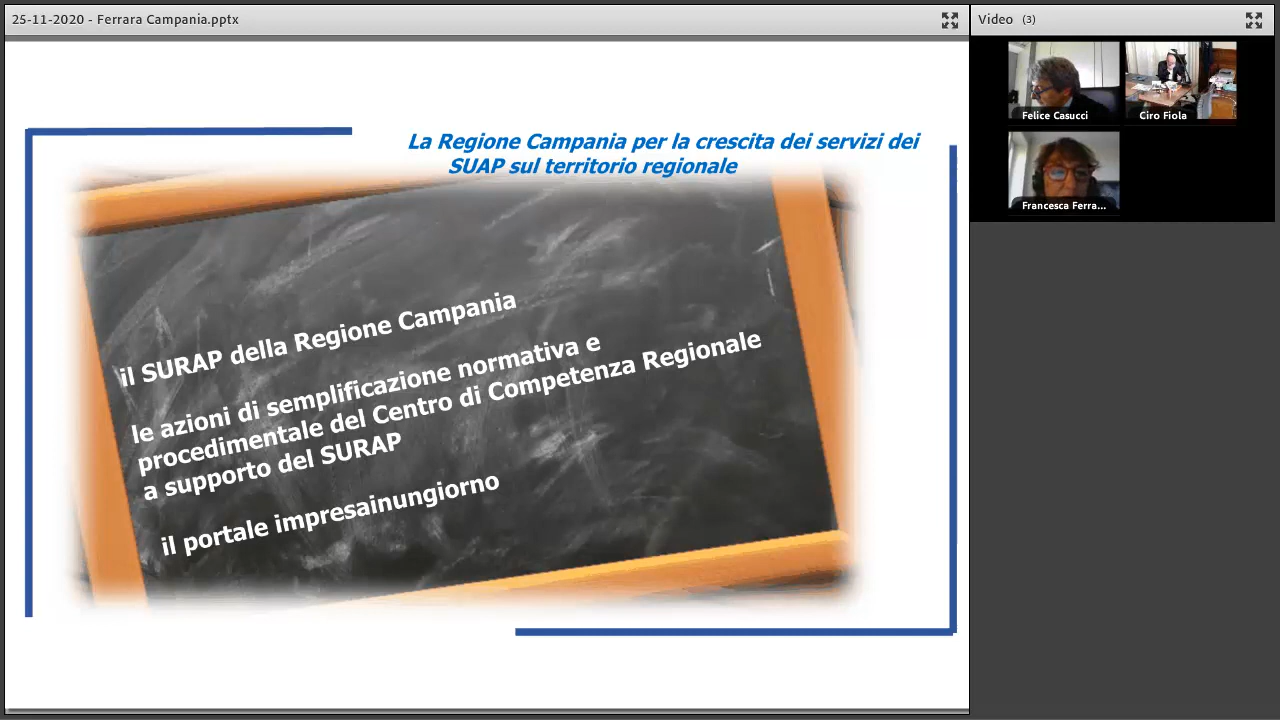 25-11-2020 - Ferrara Campania.pptx
Video (3)
Felice Casucci
Ciro Fiola
Francesca Ferra...
La Regione Campania per la crescita dei servizi dei
SUAP sul territorio regionale
il SURAP della Regione Campania
le azioni di semplificazione normativa e
procedimentale del Centro di Competenza Regionale
a supporto del SURAP
il portale impresainungiorno